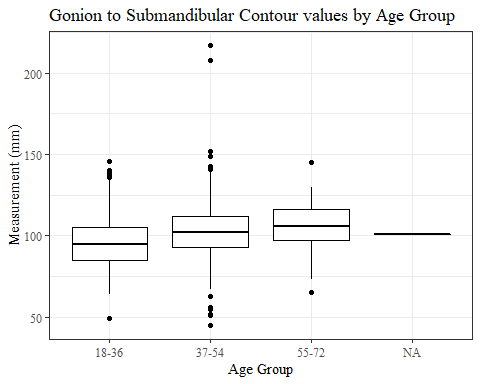 Gonion to Submandibular Contour values by Age Group
Measurement (mm)
200
150
100
50
18-36
37-54
55-72
NA
Age Group